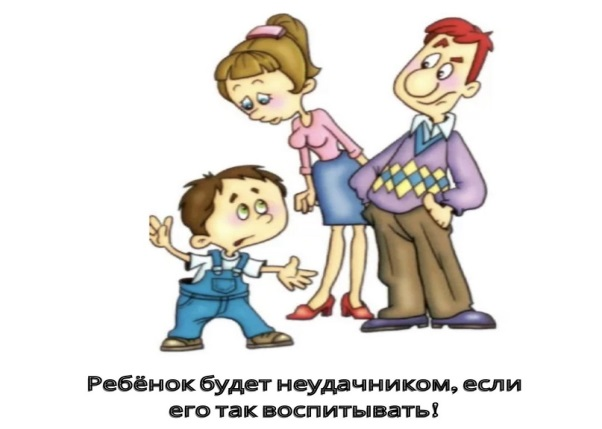 Ребёнок будет неудачником, если
его так воспитывать!